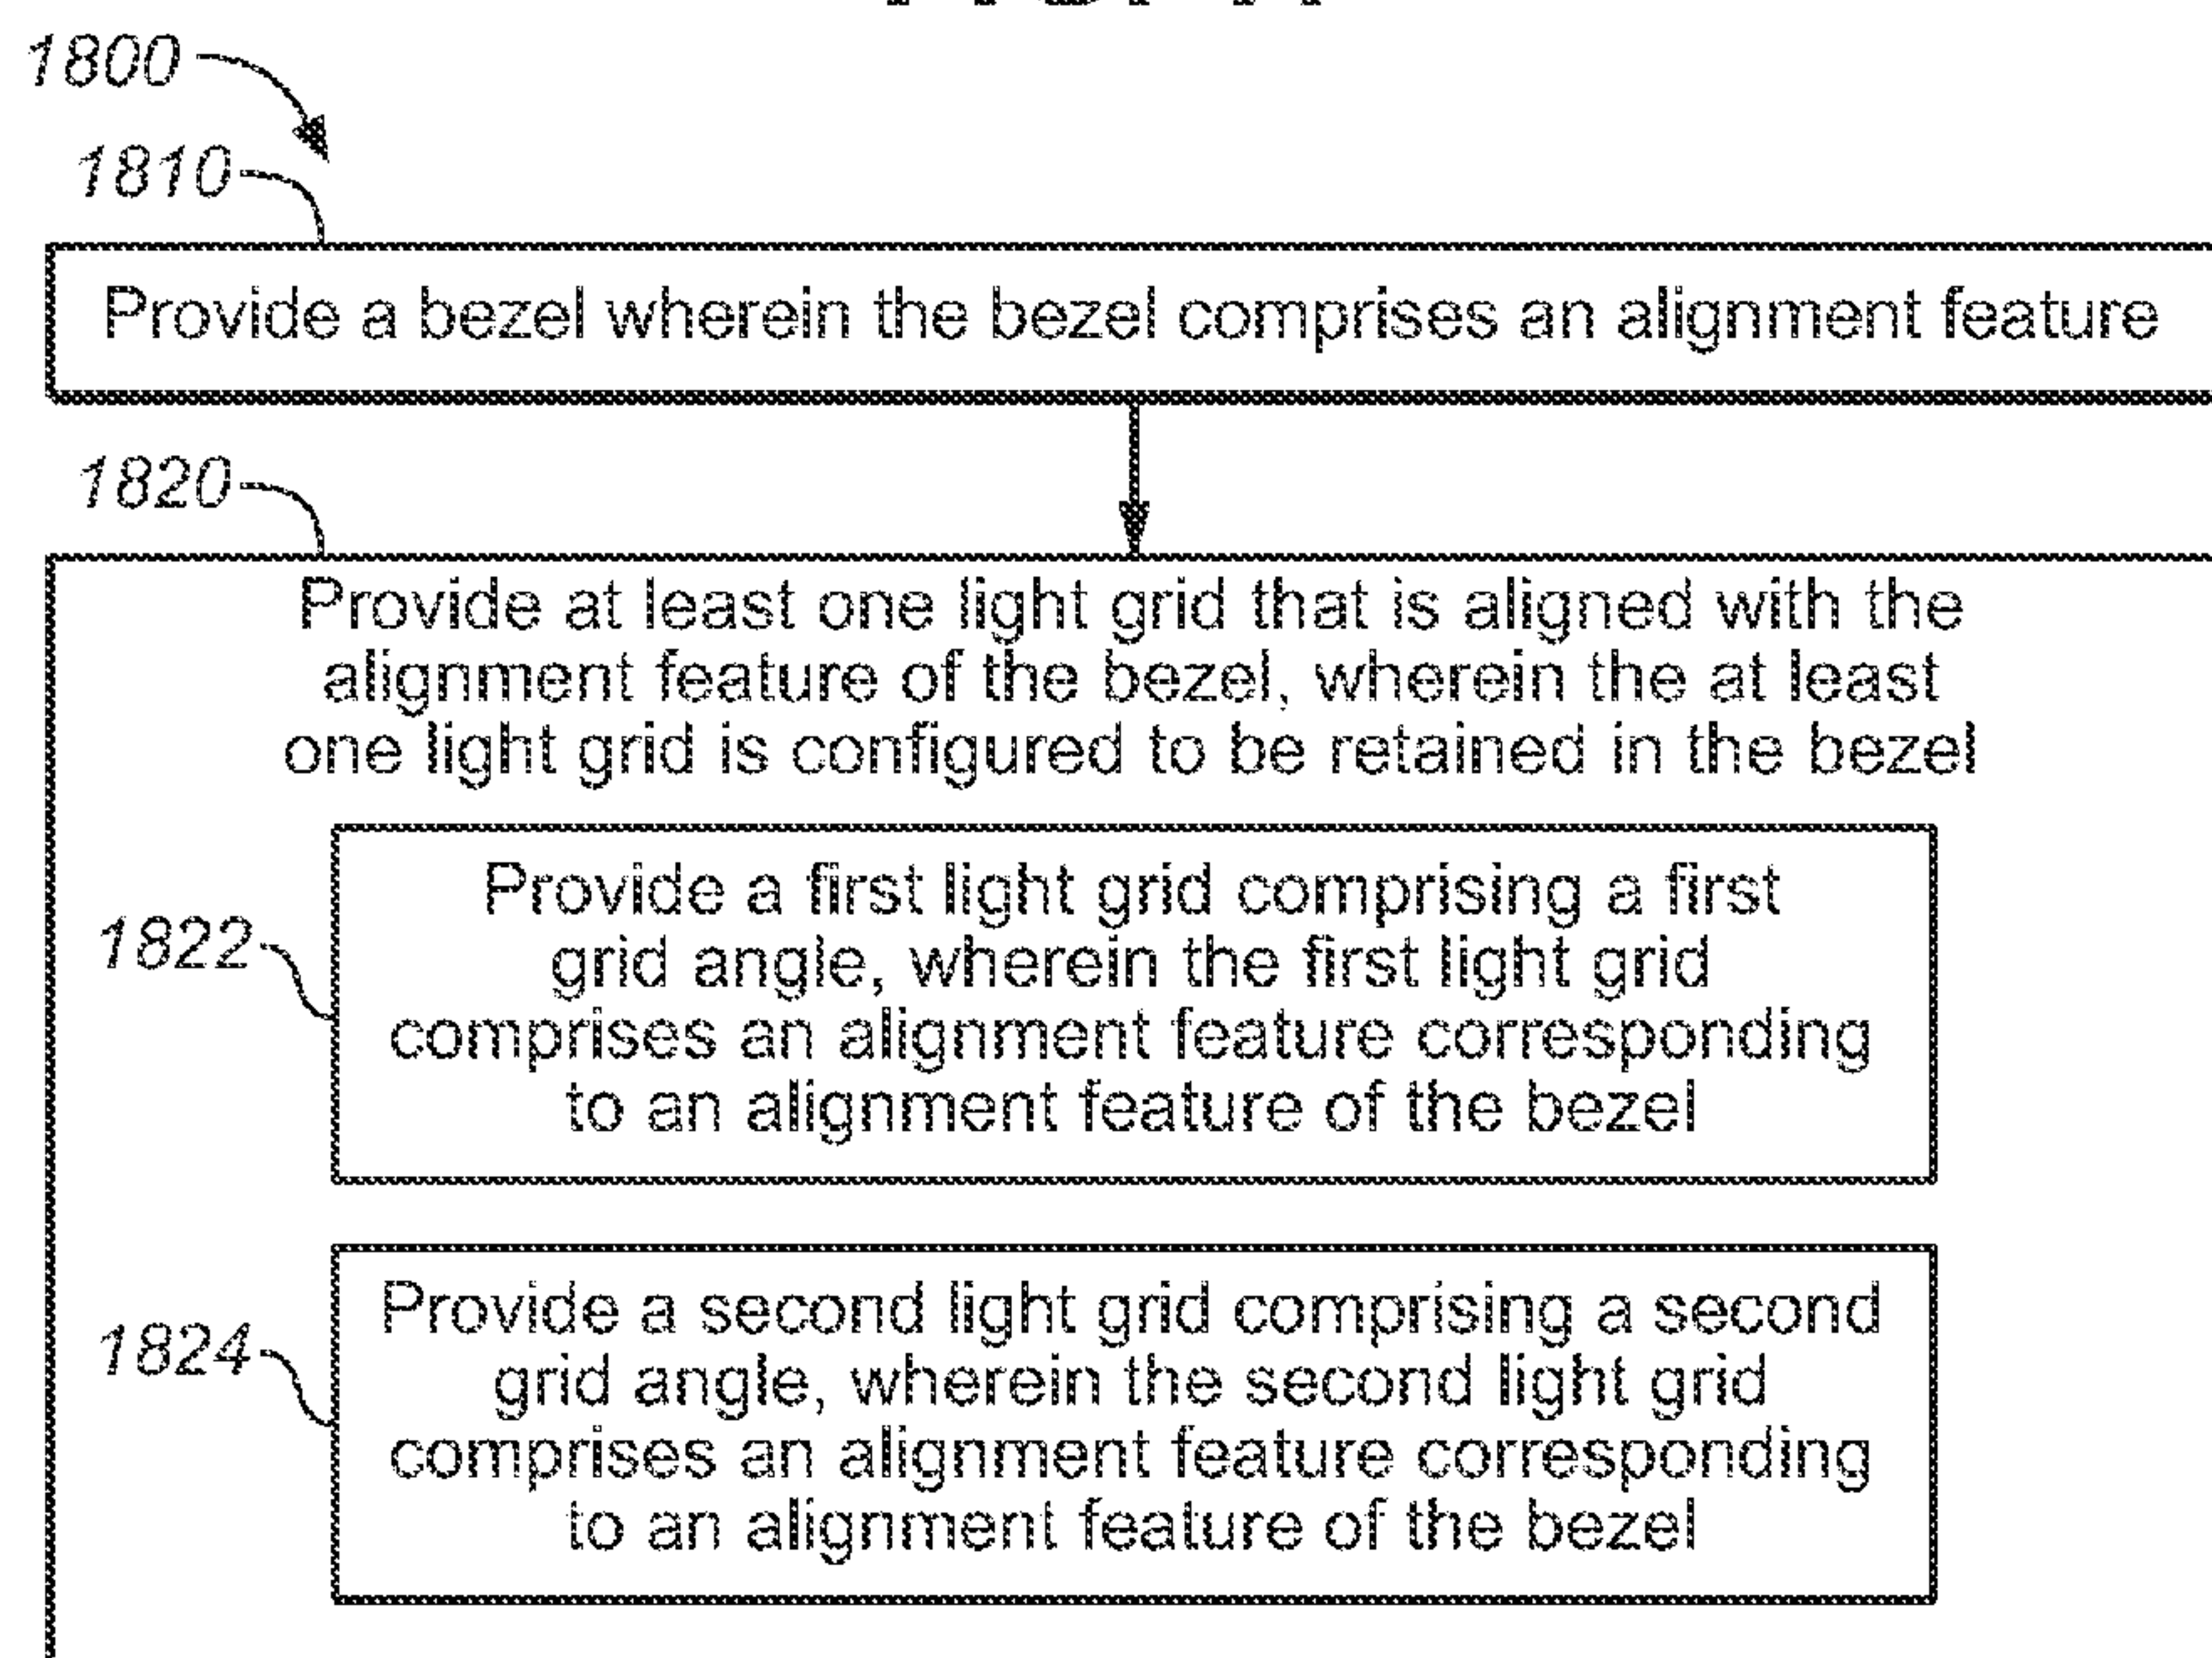 1800
1810
Provide a bezel wherein the bezel comprises an alignment feature
1820
Provide at least one light grid that is aligned with the
alignment feature of the bezel, wherein the at least
one light grid is configured to be retained in the bezel
1822
Provide a first light grid comprising a first
grid angle, wherein the first light grid
comprises an alignment feature corresponding
to an alignment feature of the bezel
1824
Provide a second light grid comprising a second
grid angle, wherein the second light grid
comprises an alignment feature corresponding
to an alignment feature of the bezel